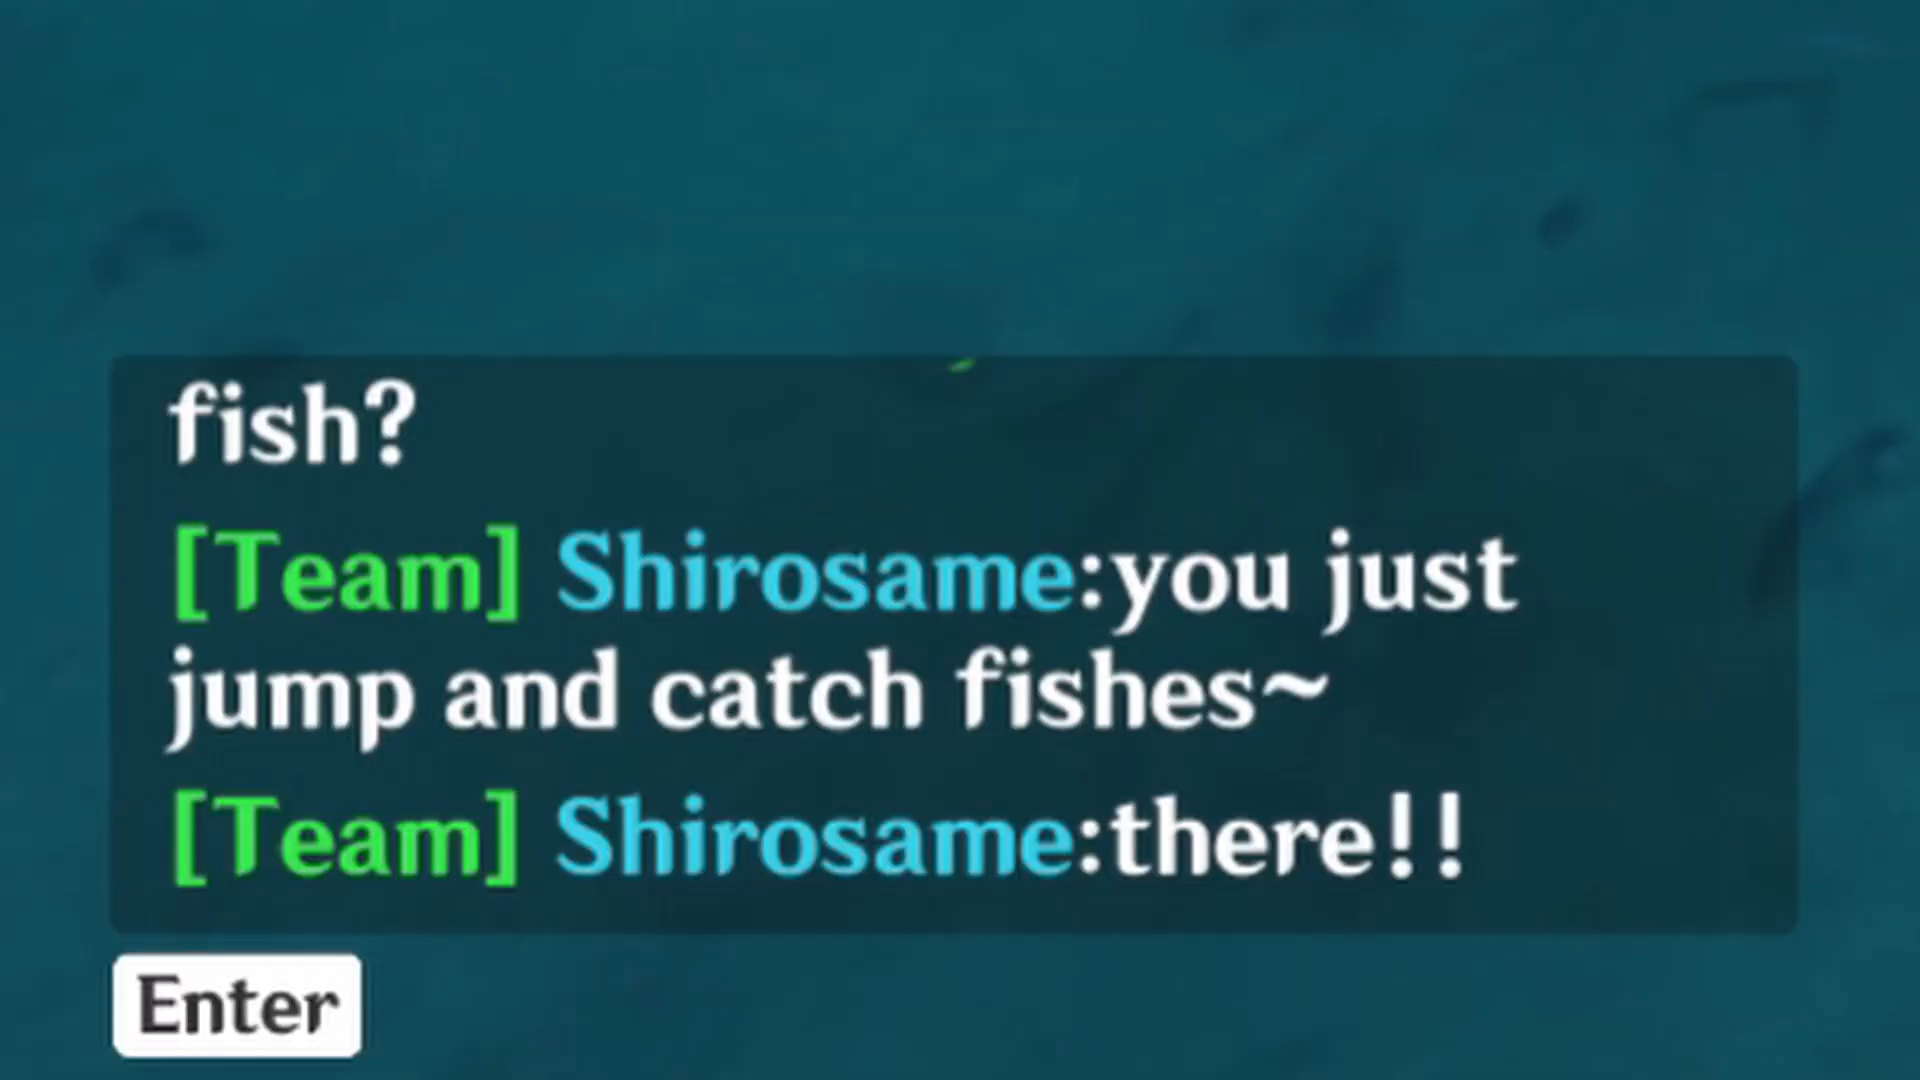 fish?
[Team] Shirosame:you just
jump and catch fishes~
[Team] Shirosame:there!!
Enter